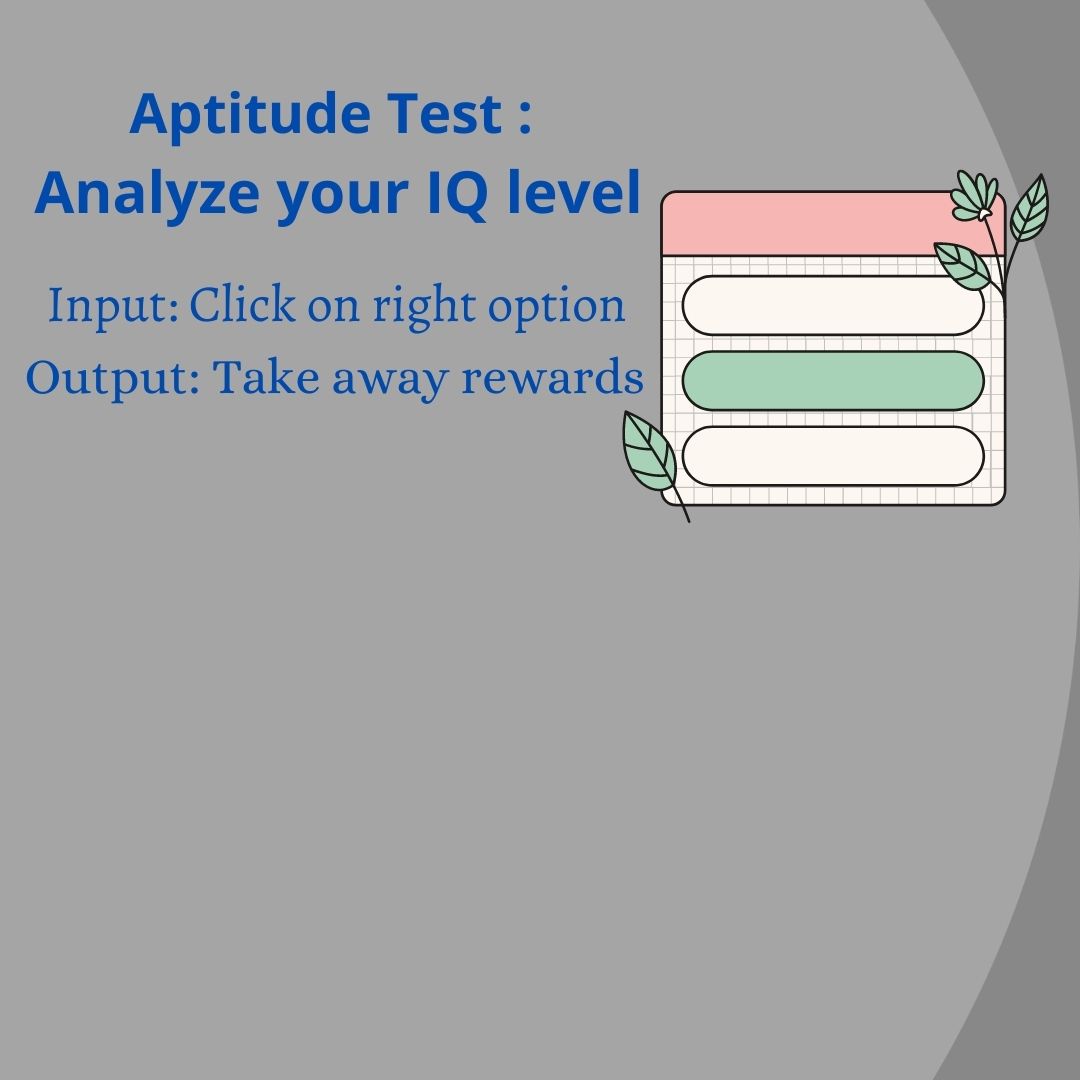 Aptitude Test :
Analyze your IQ level
Input: Click on right option
Output: Take away rewards